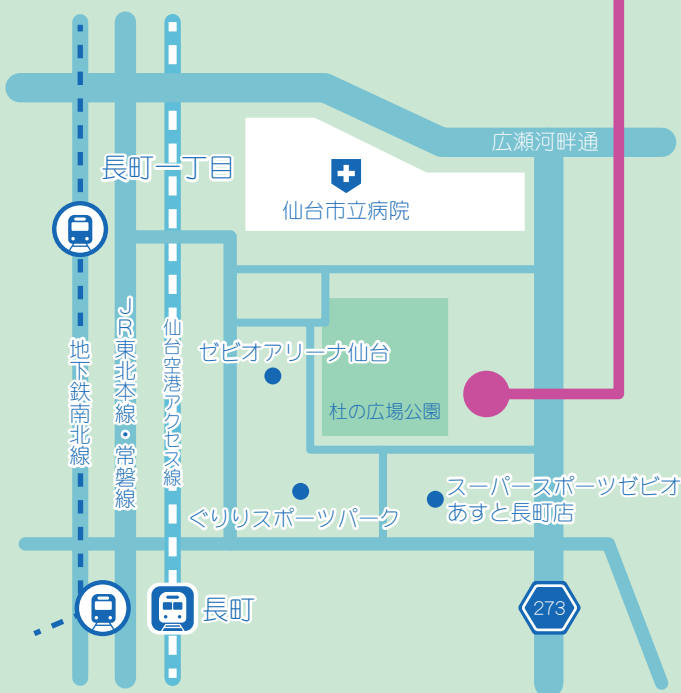 広瀬河畔通
長町一丁目
仙台市立病院
地下鉄南北線
JR東北本線・常磐線
仙台空港アクセス線
ゼビオアリーナ仙台
杜の広場公園
スーパースポーツゼビオ
あすと長町店
ぐりりスポーツパーク
長町
273